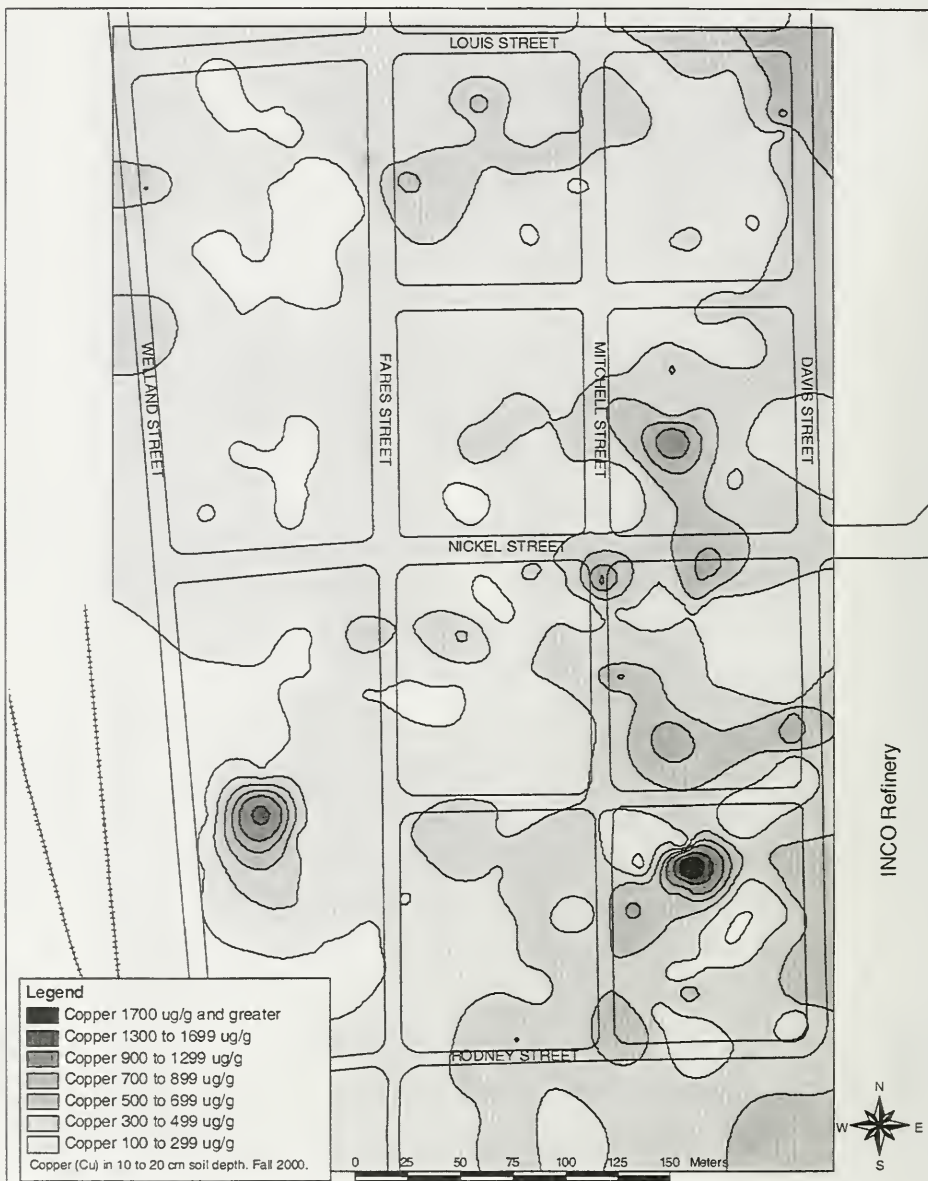 LOUIS STREET
WELLAND STREET
FARES STREET
MITCHELL STREET
DAVIS STREET
NICKEL STREET
INCO Refinery
RODNEY STREET
Legend
Copper 1700 ug/g and greater
Copper 1300 to 1699 ug/g
Copper 900 to 1299 ug/g
Copper 700 to 899 ug/g
Copper 500 to 699 ug/g
Copper 300 to 499 ug/g
Copper 100 to 299 ug/g
Copper (Cu) in 10 to 20 cm soil depth. Fall 2000.
0 25 50 75 100 125 150 Meters
N
W E
S